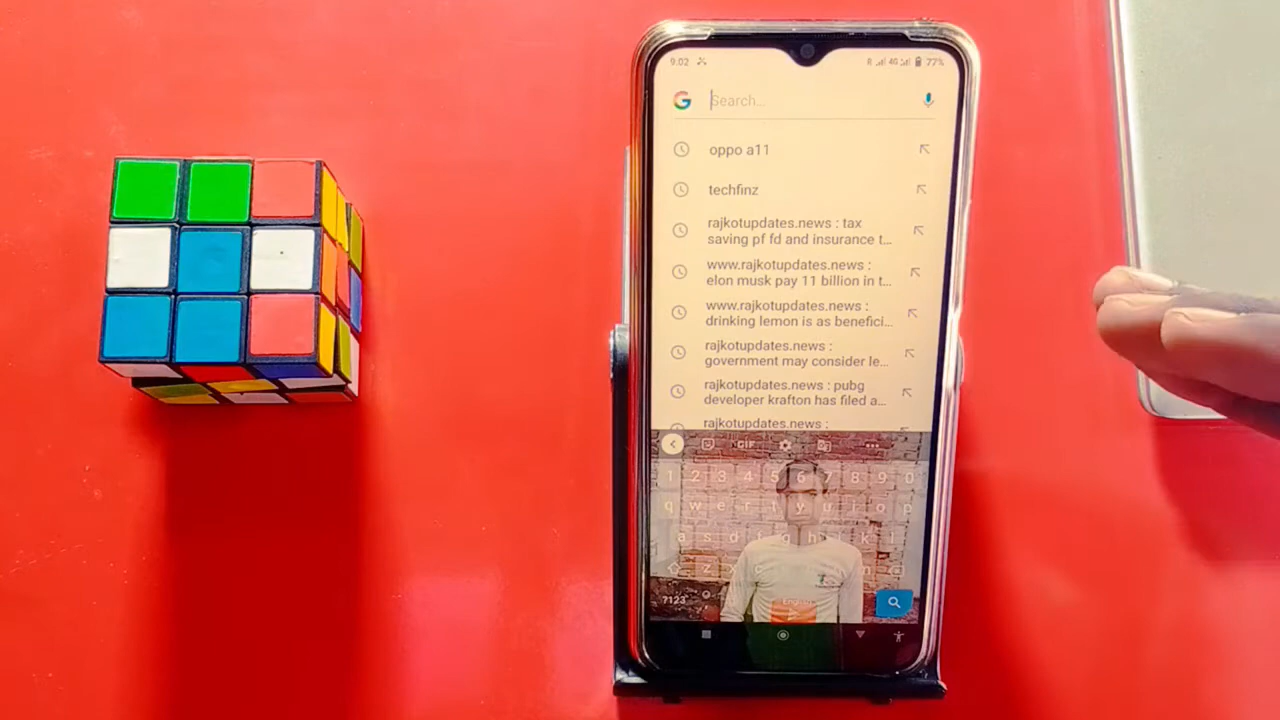 9.02 4G 77%
Search...
oppo a11
techfinz
rajkotupdates.news : tax
saving pf fd and insurance t...
www.rajkotupdates.news :
elon musk pay 11 billion in t...
www.rajkotupdates.news :
drinking lemon is as benefici...
rajkotupdates.news :
government may consider le...
rajkotupdates.news : pubg
developer krafton has filed a...
rajkotupdates.news :
GIF
1 2 3 4 5 6 7 8 9 0
q w e r t y u i o p
a s d f g h j k l
z x c n
?123 English